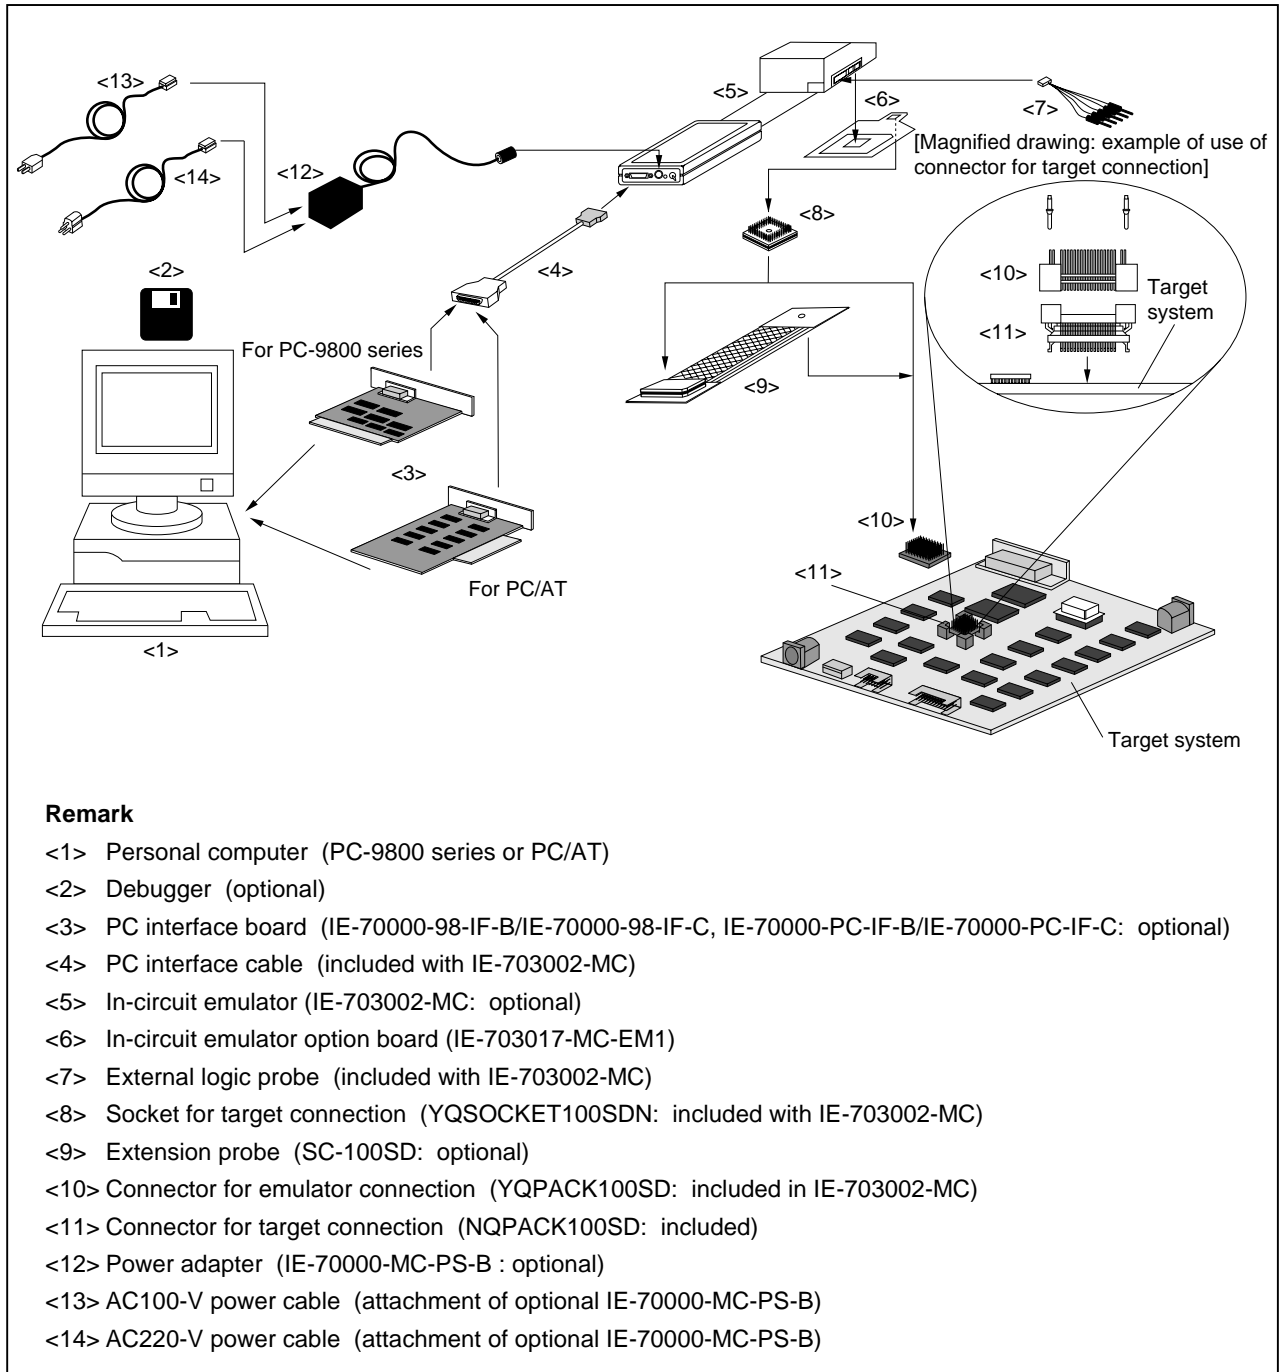 <13>
<5>
<6>
<7>
[Magnified drawing: example of use of
connector for target connection]
<14>
<12>
<8>
<2>
<4>
<10>
Target
system
<11>
For PC-9800 series
<9>
<3>
<10>
<11>
For PC/AT
<1>
Target system
Remark
<1> Personal computer (PC-9800 series or PC/AT)
<2> Debugger (optional)
<3> PC interface board (IE-70000-98-IF-B/IE-70000-98-IF-C, IE-70000-PC-IF-B/IE-70000-PC-IF-C: optional)
<4> PC interface cable (included with IE-703002-MC)
<5> In-circuit emulator (IE-703002-MC: optional)
<6> In-circuit emulator option board (IE-703017-MC-EM1)
<7> External logic probe (included with IE-703002-MC)
<8> Socket for target connection (YQSOCKET100SDN: included with IE-703002-MC)
<9> Extension probe (SC-100SD: optional)
<10> Connector for emulator connection (YQPACK100SD: included in IE-703002-MC)
<11> Connector for target connection (NQPACK100SD: included)
<12> Power adapter (IE-70000-MC-PS-B : optional)
<13> AC100-V power cable (attachment of optional IE-70000-MC-PS-B)
<14> AC220-V power cable (attachment of optional IE-70000-MC-PS-B)